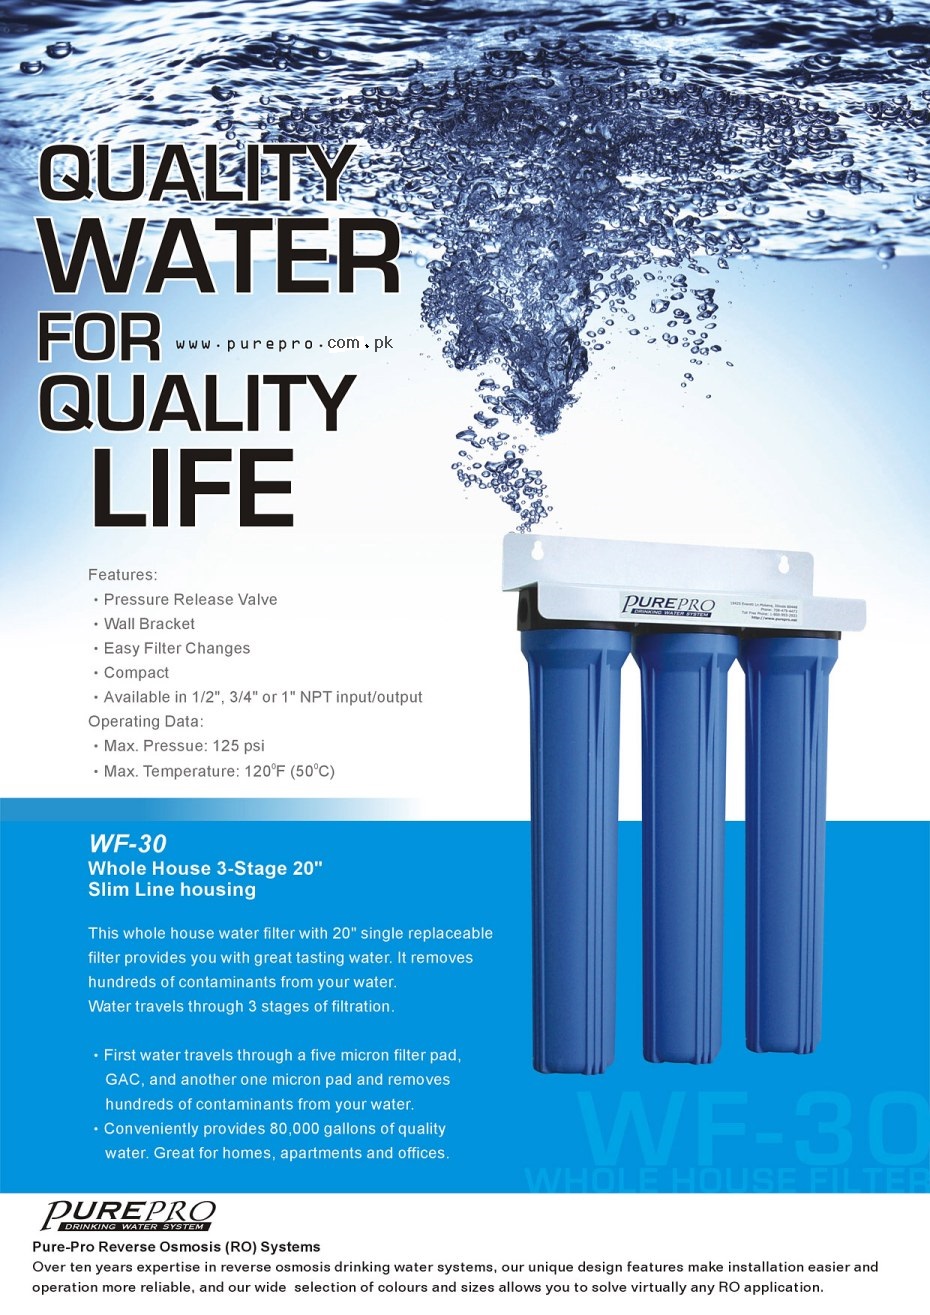 QUALITY
WATER
FOR www.purepro.com.pk
QUALITY
LIFE
Features:
• Pressure Release Valve
• Wall Bracket
• Easy Filter Changes
• Compact
• Available in 1/2", 3/4" or 1" NPT input/output
Operating Data:
• Max. Pressue: 125 psi
• Max. Temperature: 120⁰F (50⁰C)
PUREPRO
DRINKING WATER SYSTEM
WF-30
Whole House 3-Stage 20"
Slim Line housing
This whole house water filter with 20" single replaceable
filter provides you with great tasting water. It removes
hundreds of contaminants from your water.
Water travels through 3 stages of filtration.
• First water travels through a five micron filter pad,
GAC, and another one micron pad and removes
hundreds of contaminants from your water.
• Conveniently provides 80,000 gallons of quality
water. Great for homes, apartments and offices.
WF-30
WHOLE HOUSE FILTER
PUREPRO
DRINKING WATER SYSTEM
Pure-Pro Reverse Osmosis (RO) Systems
Over ten years expertise in reverse osmosis drinking water systems, our unique design features make installation easier and
operation more reliable, and our wide selection of colours and sizes allows you to solve virtually any RO application.